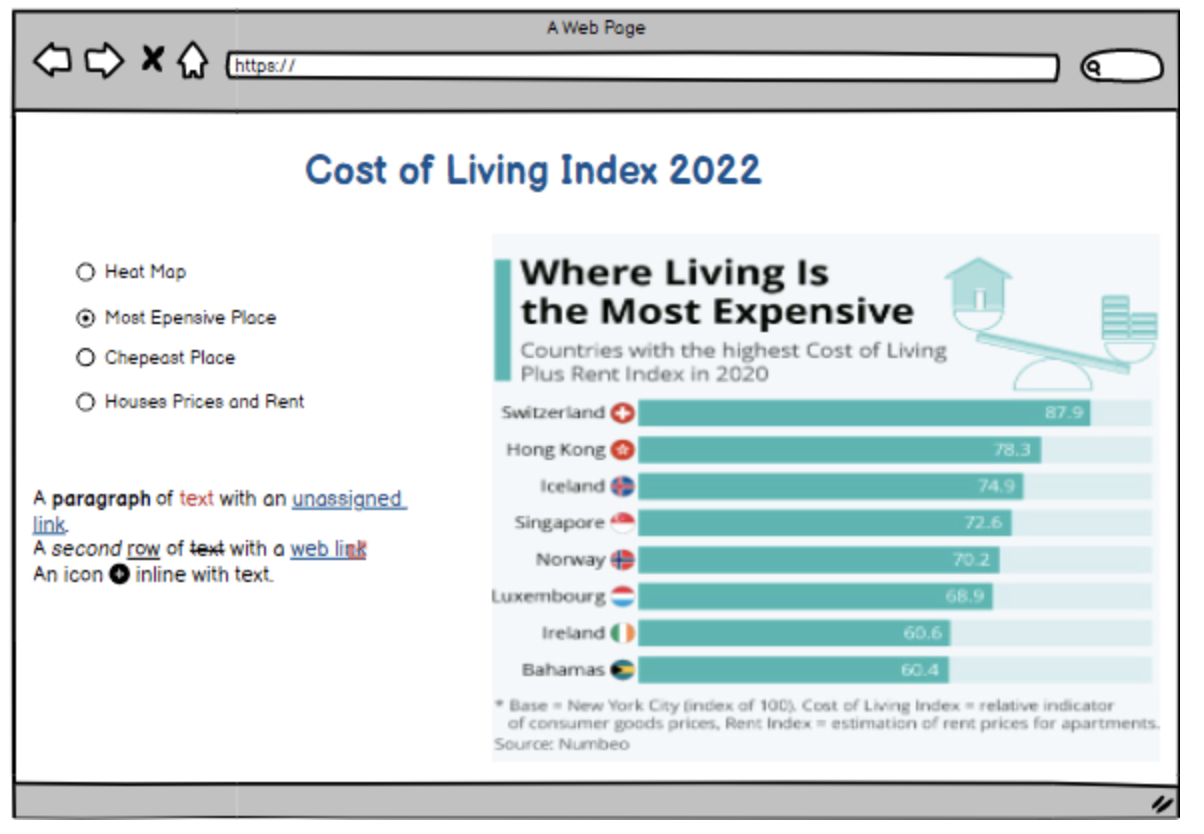 A Web Page
https://
Cost of Living Index 2022
Heat Map
Most Epensive Place
Chepeast Place
Houses Prices and Rent
A paragraph of text with an unassigned
link.
A second row of text with a web link
An icon inline with text.
Where Living Is
the Most Expensive
Countries with the highest Cost of Living
Plus Rent Index in 2020
Switzerland 87.9
Hong Kong 78.3
Iceland 74.9
Singapore 72.6
Norway 70.2
Luxembourg 68.9
Ireland 60.6
Bahamas 60.4
* Base = New York City (index of 100). Cost of Living Index = relative indicator
of consumer goods prices, Rent Index = estimation of rent prices for apartments.
Source: Numbeo